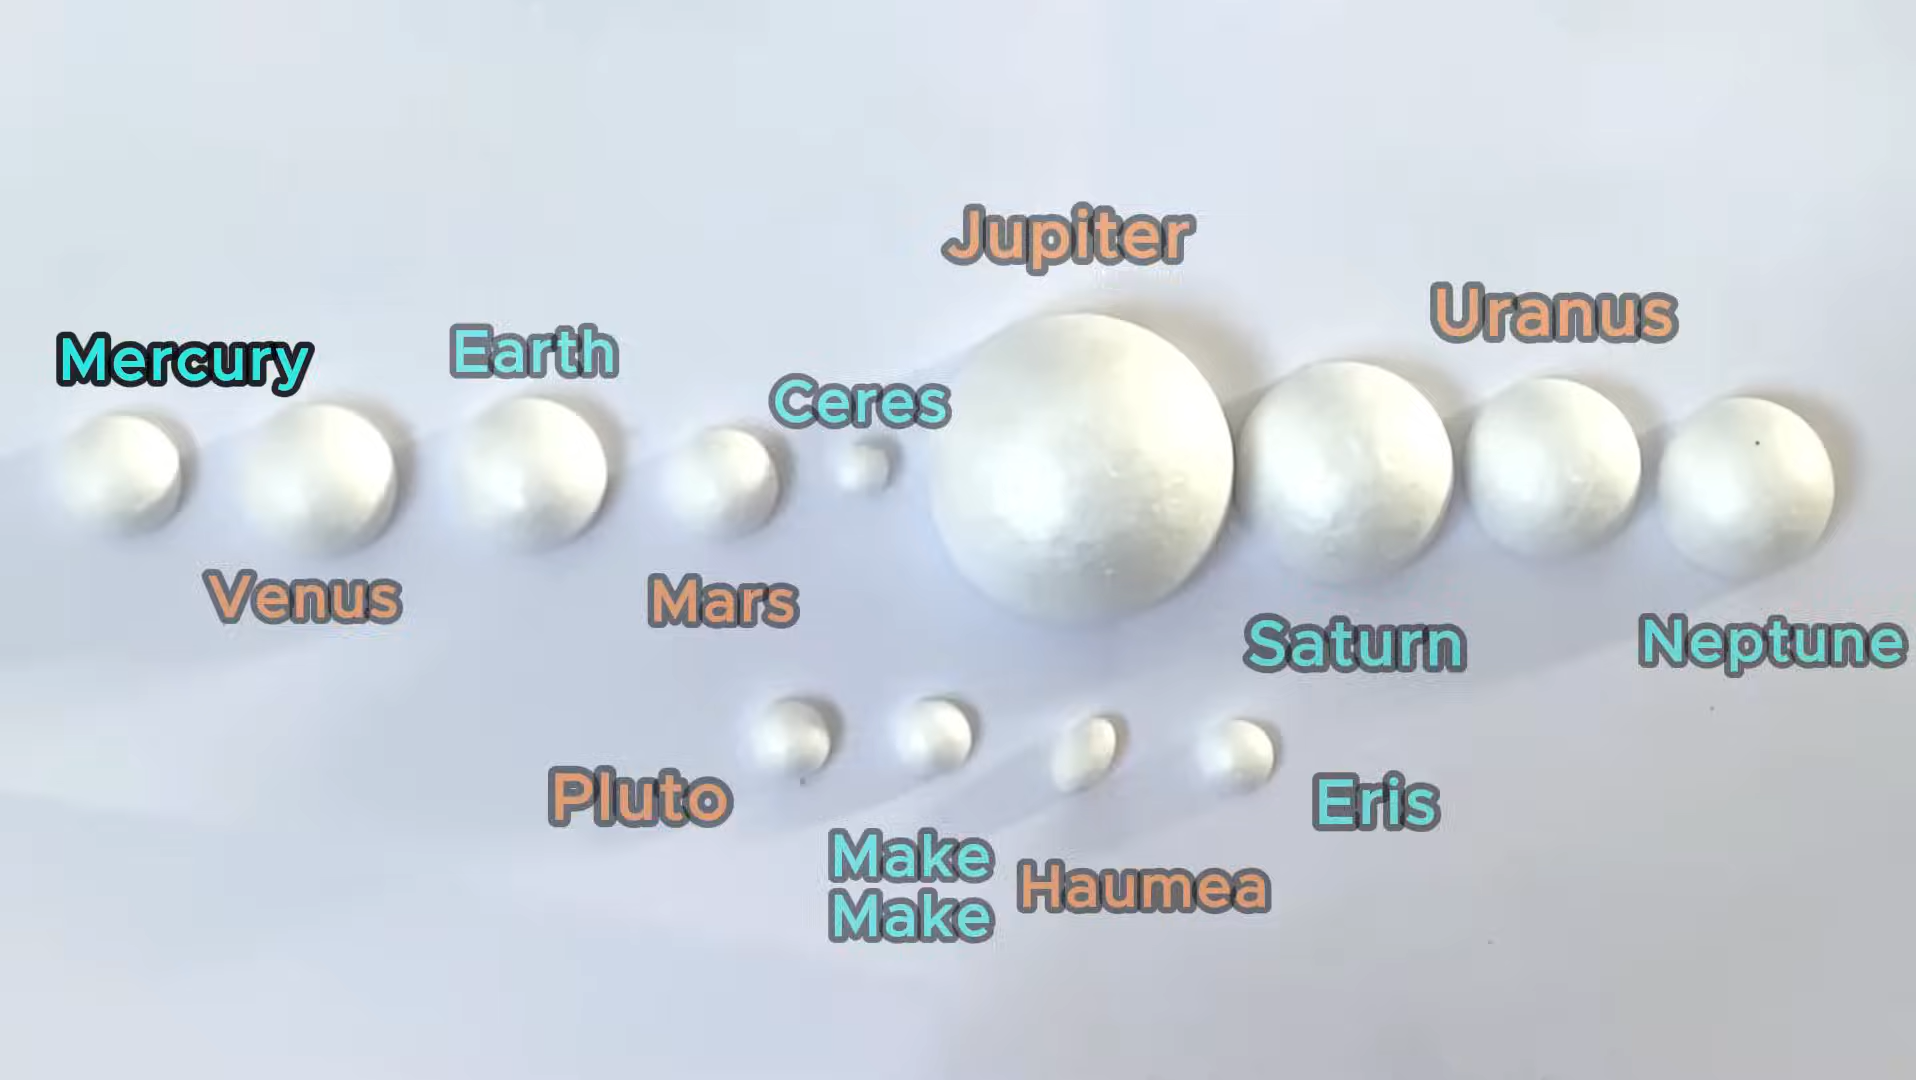 Mercury
Venus
Earth
Mars
Ceres
Jupiter
Saturn
Uranus
Neptune
Pluto
Make
Make
Haumea
Eris